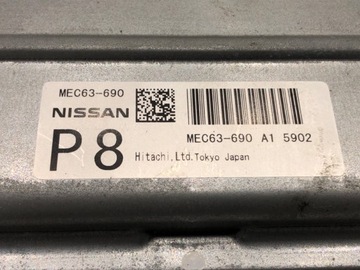 MEC63-690
NISSAN
MEC63-690 A1 5902
P8
Hitachi,Ltd.Tokyo Japan